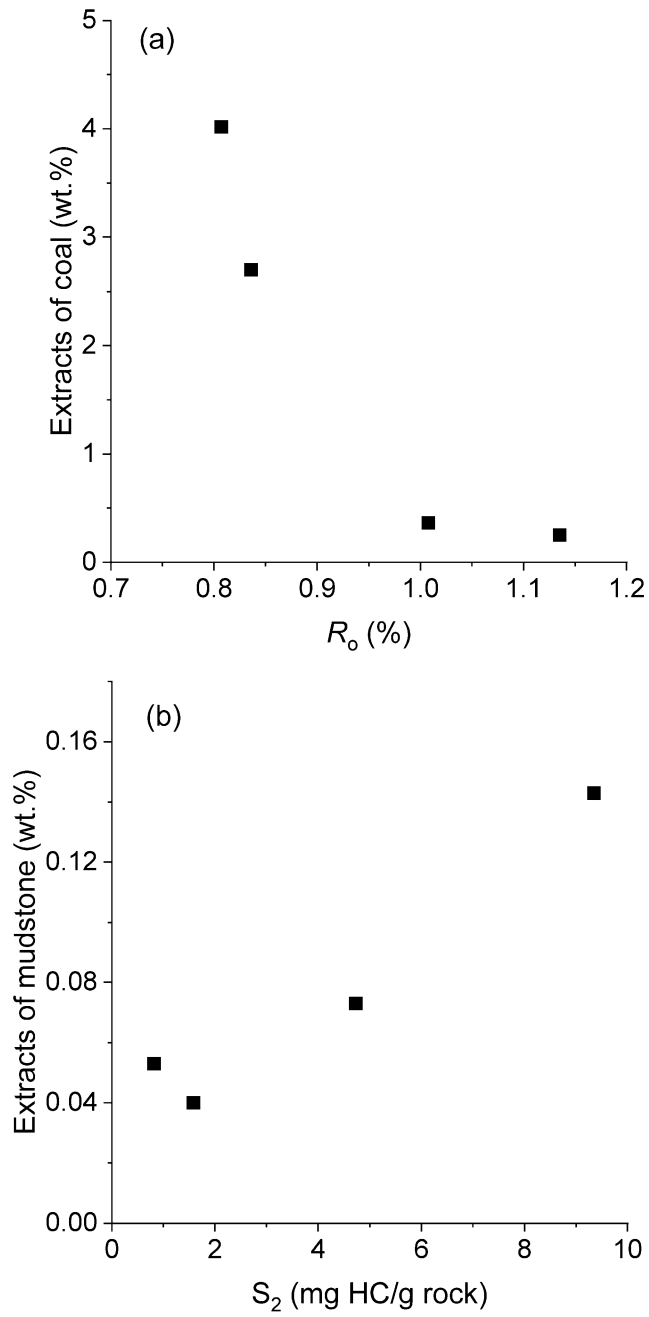 (a)
Extracts of coal (wt.%)
5
4
3
2
1
0
0.7 0.8 0.9 1.0 1.1 1.2
Rₒ (%)
(b)
Extracts of mudstone (wt.%)
0.16
0.12
0.08
0.04
0.00
0 2 4 6 8 10
S₂ (mg HC/g rock)